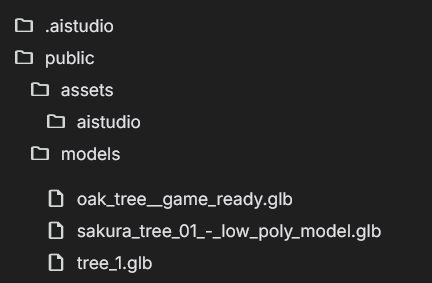 .aistudio
public
assets
aistudio
models
oak_tree__game_ready.glb
sakura_tree_01_-_low_poly_model.glb
tree_1.glb